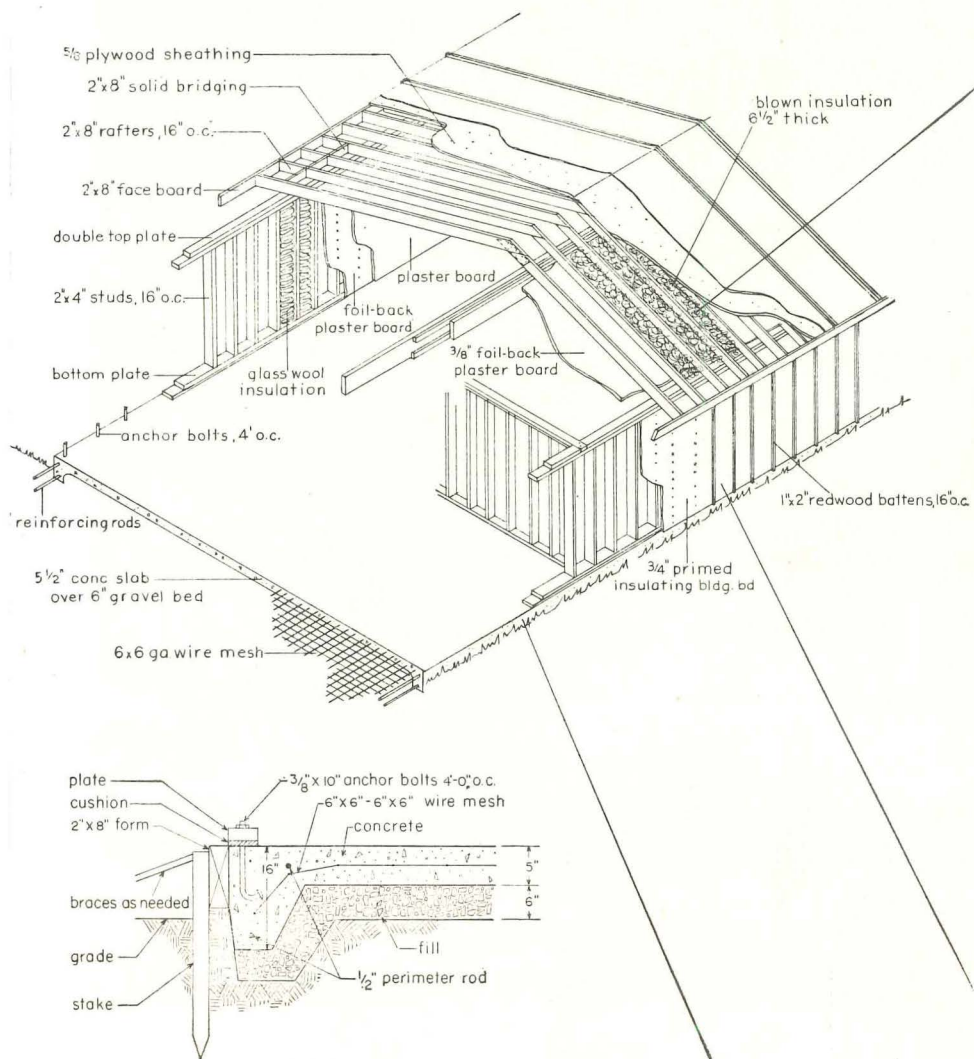 5/8 plywood sheathing
2"x8" solid bridging
2"x8" rafters, 16" o.c.
2"x8" face board
double top plate
2"x4" studs, 16" o.c.
bottom plate
anchor bolts, 4' o.c.
reinforcing rods
5 1/2" conc slab
over 6" gravel bed
6x6 ga wire mesh
blown insulation
6 1/2" thick
plaster board
foil-back
plaster board
glass wool
insulation
3/8" foil-back
plaster board
1"x2" redwood battens, 16" o.c.
3/4" primed
insulating bldg. bd
plate
cushion
2"x8" form
braces as needed
grade
stake
3/8" x 10" anchor bolts 4'-0" o.c.
6"x6"-6"x6" wire mesh
concrete
16"
5"
6"
fill
1/2" perimeter rod